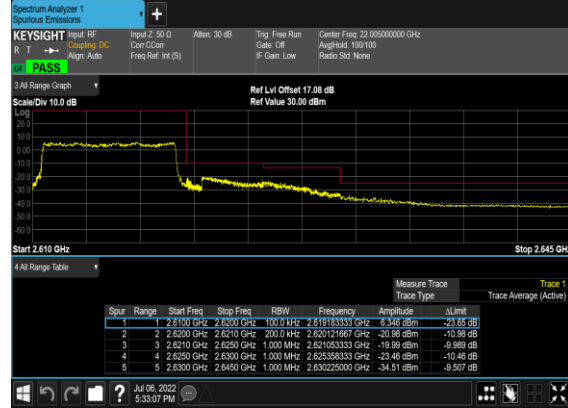 Spectrum Analyzer 1
Spurious Emissions
+
KEYSIGHT Input: RF Input Z: 50 Ω Atten: 30 dB Trig: Free Run Center Freq: 22.005000000 GHz
R T Coupling: DC Corr CCorr Gate: Off Avg|Hold: 100/100
Align: Auto Freq Ref: Int (S) IF Gain: Low Radio Std: None
PASS
3 All Range Graph
Ref Lvl Offset 17.08 dB
Scale/Div 10.0 dB Ref Value 30.00 dBm
Log
20.0
10.0
0.00
-10.0
-20.0
-30.0
-40.0
-50.0
-60.0
Start 2.610 GHz Stop 2.645 GH
4 All Range Table
Measure Trace Trace 1
Trace Type Trace Average (Active)
Spur Range Start Freq Stop Freq RBW Frequency Amplitude ΔLimit
1 1 2.6100 GHz 2.6200 GHz 100.0 kHz 2.619183333 GHz 6.346 dBm -23.65 dB
2 2 2.6200 GHz 2.6210 GHz 200.0 kHz 2.620121667 GHz -20.98 dBm -10.98 dB
3 3 2.6210 GHz 2.6250 GHz 1.000 MHz 2.621053333 GHz -19.99 dBm -9.989 dB
4 4 2.6250 GHz 2.6300 GHz 1.000 MHz 2.625358333 GHz -23.46 dBm -10.46 dB
5 5 2.6300 GHz 2.6450 GHz 1.000 MHz 2.630225000 GHz -34.51 dBm -9.507 dB
? Jul 06, 2022
5:33:07 PM